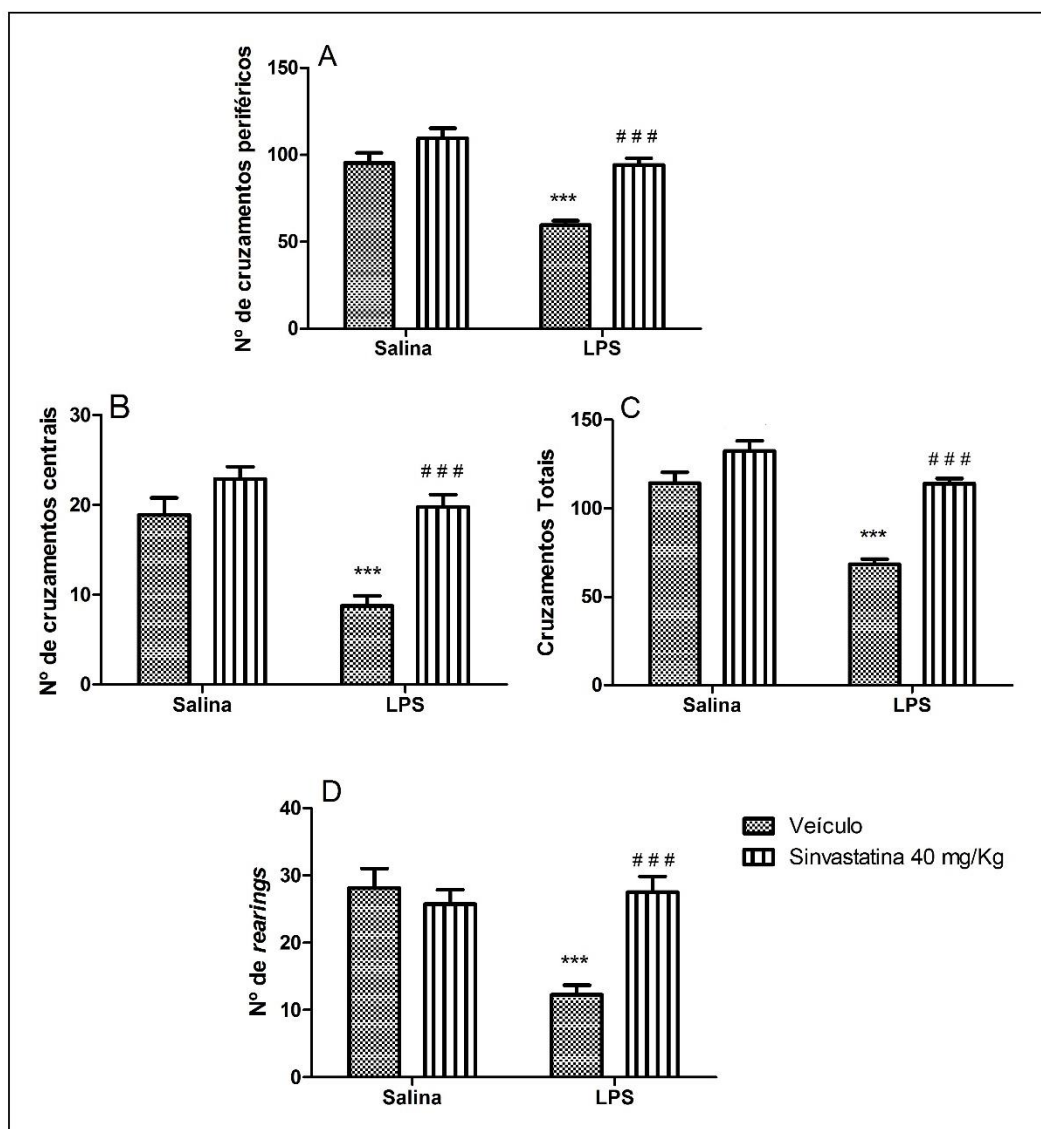 A
Nº de cruzamentos periféricos
150
100
50
0
***
# # #
Salina
LPS
B
Nº de cruzamentos centrais
30
20
10
0
***
# # #
Salina
LPS
C
Cruzamentos Totais
150
100
50
0
***
# # #
Salina
LPS
D
Nº de rearings
40
30
20
10
0
***
# # #
Salina
LPS
Veículo
Sinvastatina 40 mg/Kg